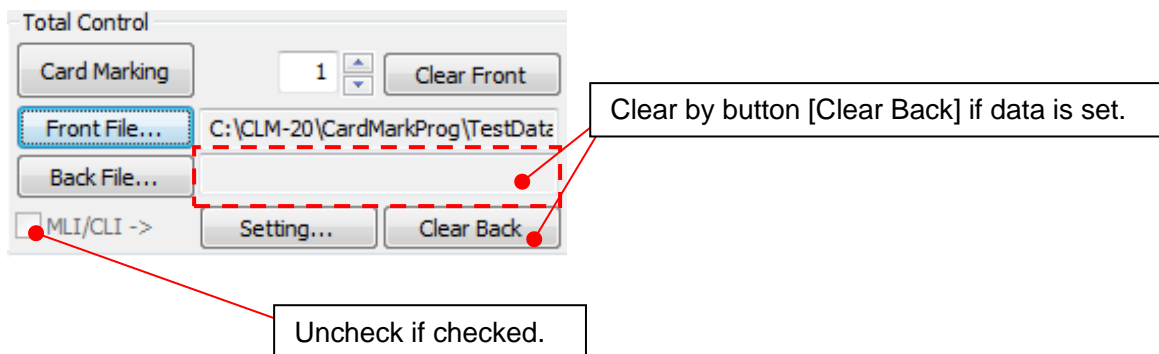 Total Control
Card Marking 1 Clear Front
Clear by button [Clear Back] if data is set.
Front File... C:\CLM-20\CardMarkProg\TestData
Back File...
MLI/CLI -> Setting... Clear Back
Uncheck if checked.